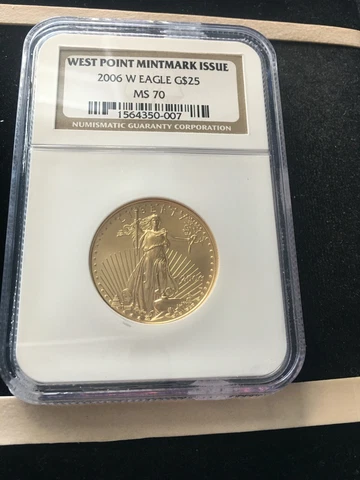 WEST POINT MINTMARK ISSUE
2006 W EAGLE G$25
MS 70
1564350-007
NUMISMATIC GUARANTY CORPORATION
LIBERTY